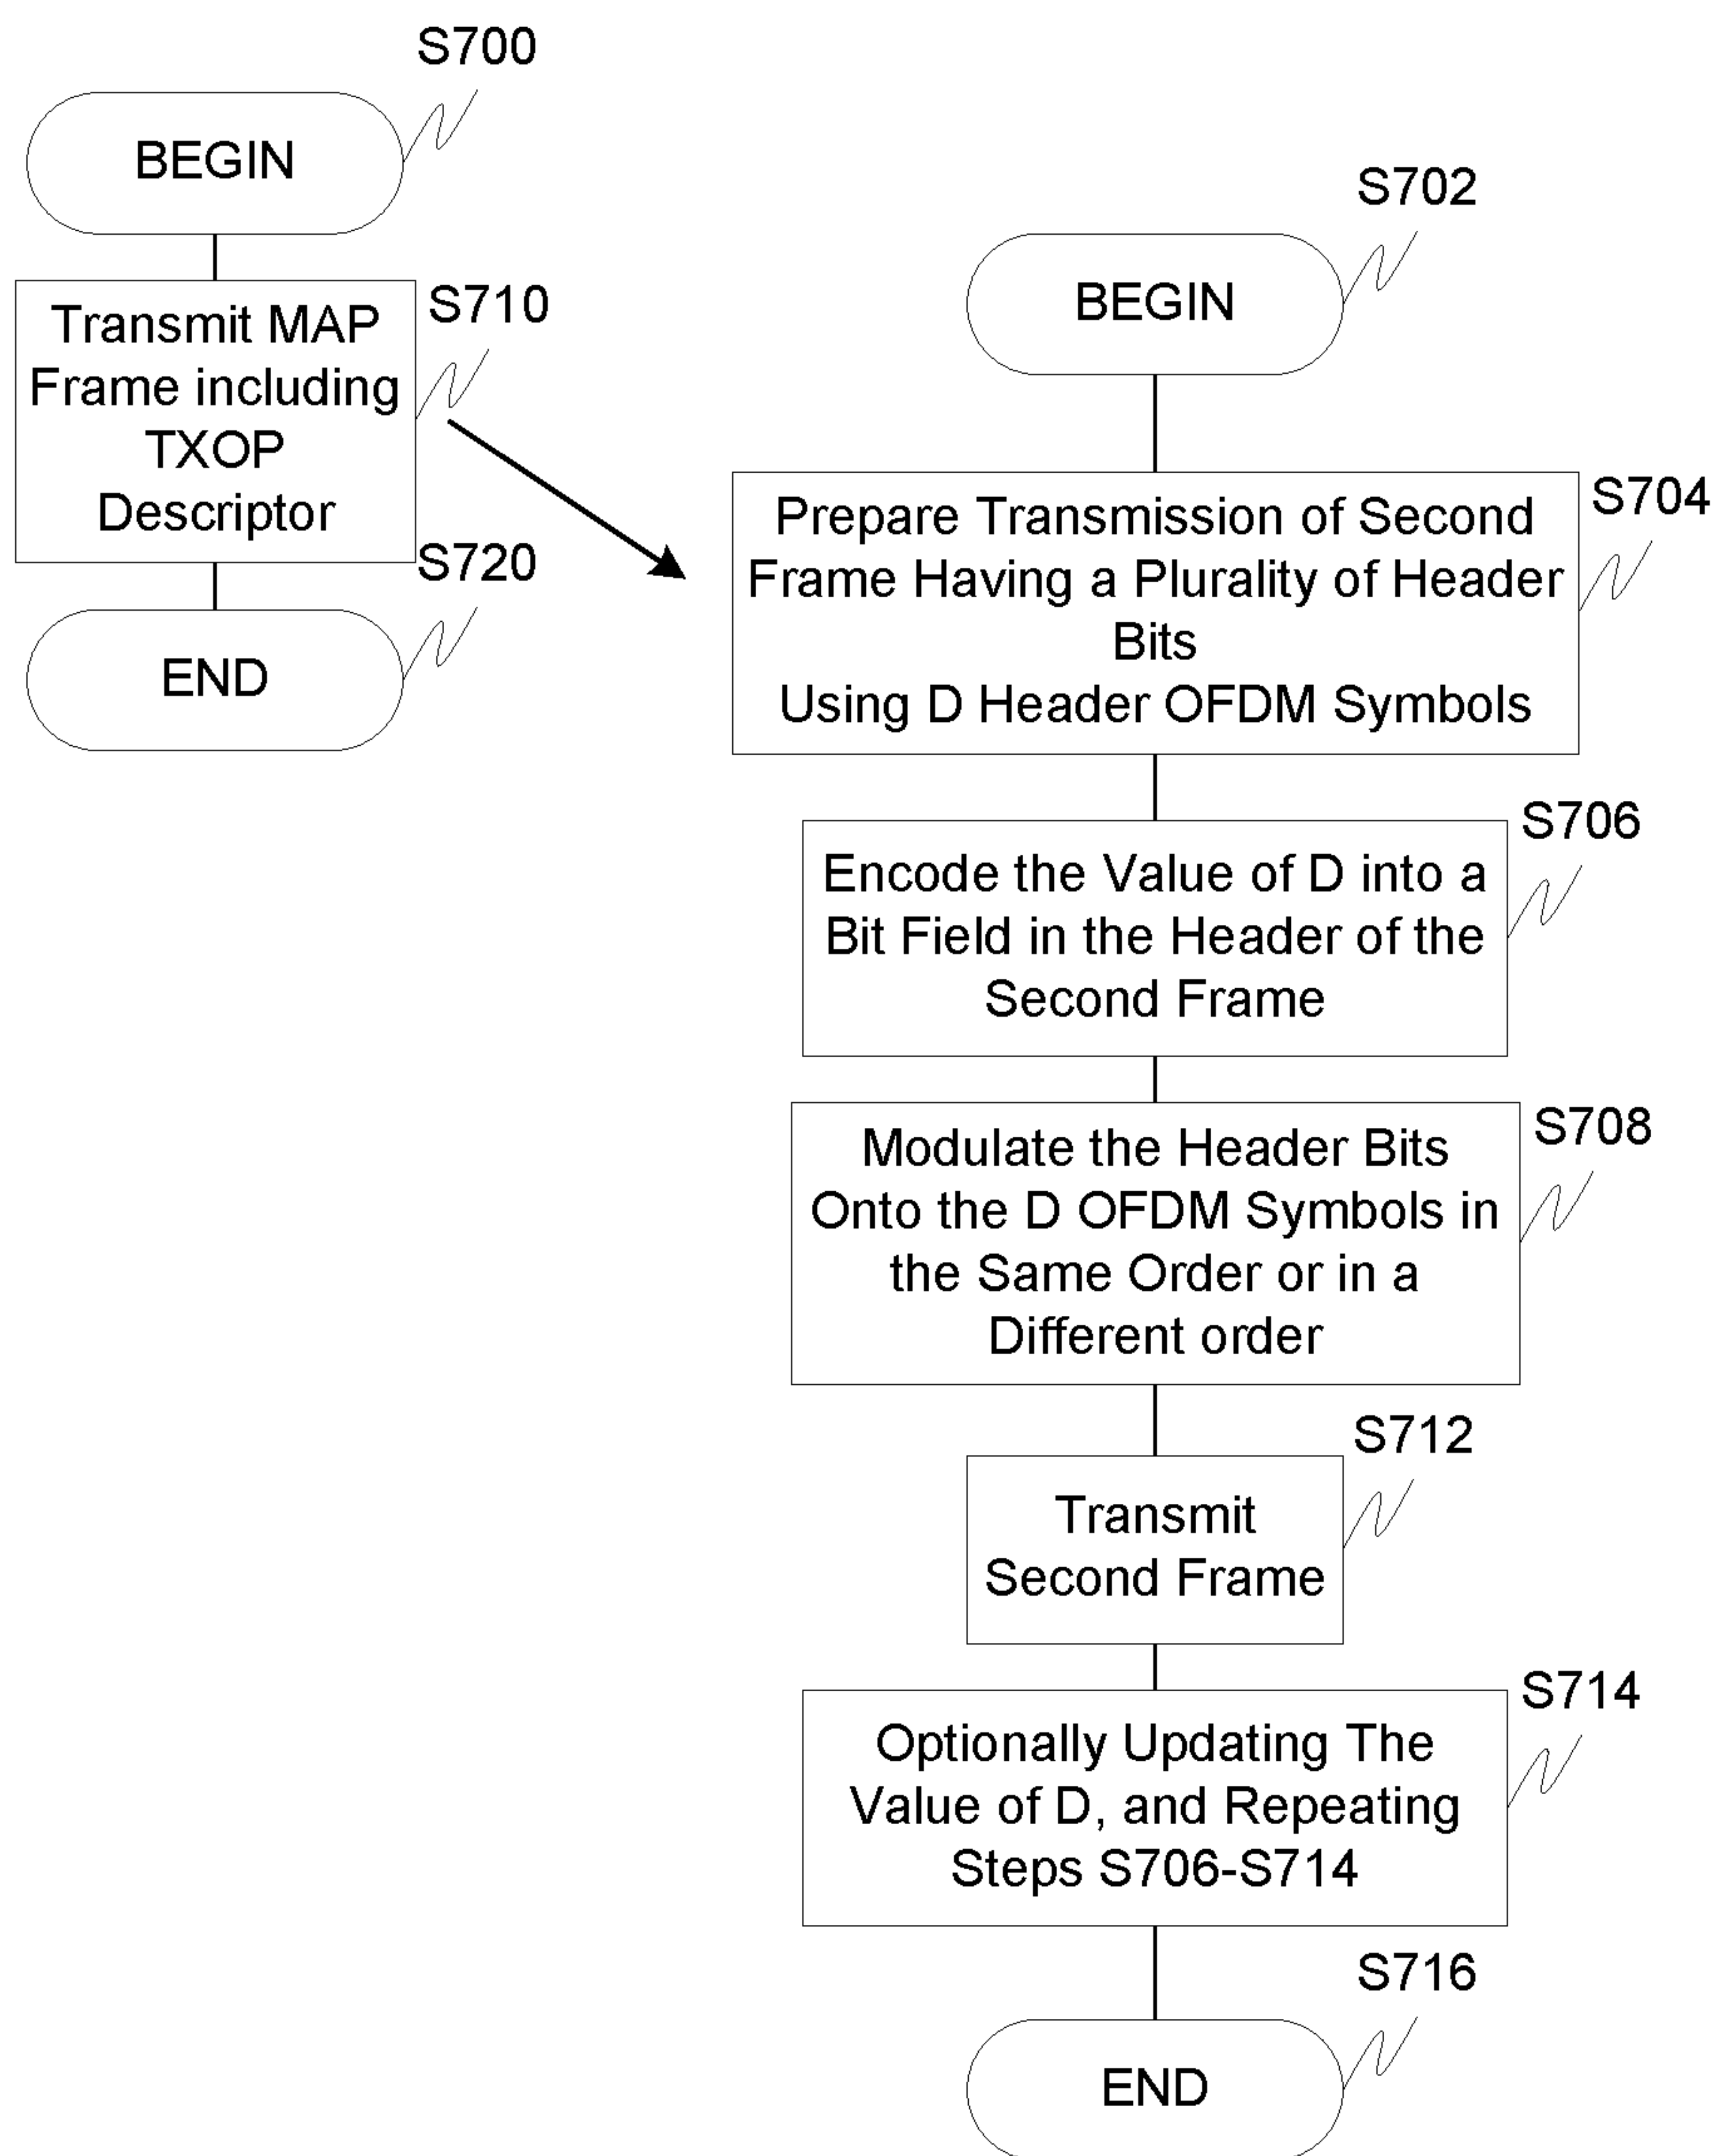 S700
BEGIN
S710
Transmit MAP
Frame including
TXOP
Descriptor
S720
END
S702
BEGIN
S704
Prepare Transmission of Second
Frame Having a Plurality of Header
Bits
Using D Header OFDM Symbols
S706
Encode the Value of D into a
Bit Field in the Header of the
Second Frame
S708
Modulate the Header Bits
Onto the D OFDM Symbols in
the Same Order or in a
Different order
S712
Transmit
Second Frame
S714
Optionally Updating The
Value of D, and Repeating
Steps S706-S714
S716
END